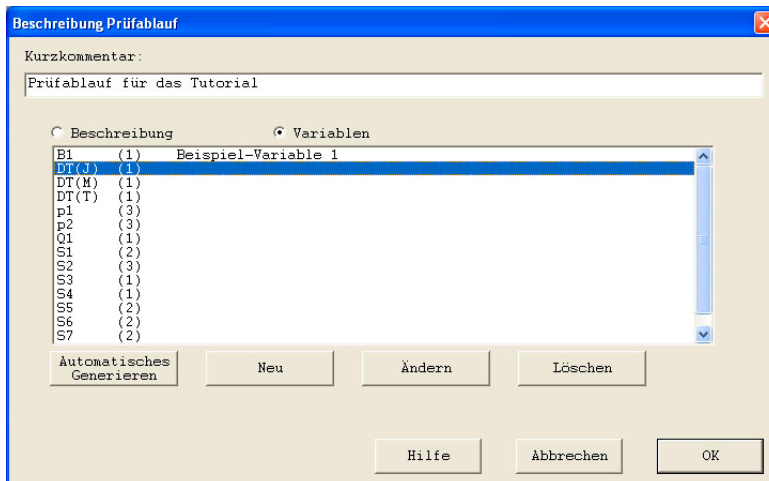 Beschreibung Prüfablauf
Kurzkommentar:
Prüfablauf für das Tutorial
Beschreibung Variablen
B1 (1) Beispiel-Variable 1
DT(J) (1)
DT(M) (1)
DT(T) (1)
p1 (3)
p2 (3)
Q1 (1)
S1 (2)
S2 (3)
S3 (1)
S4 (1)
S5 (2)
S6 (2)
S7 (2)
Automatisches
Generieren
Neu Ändern Löschen
Hilfe Abbrechen OK